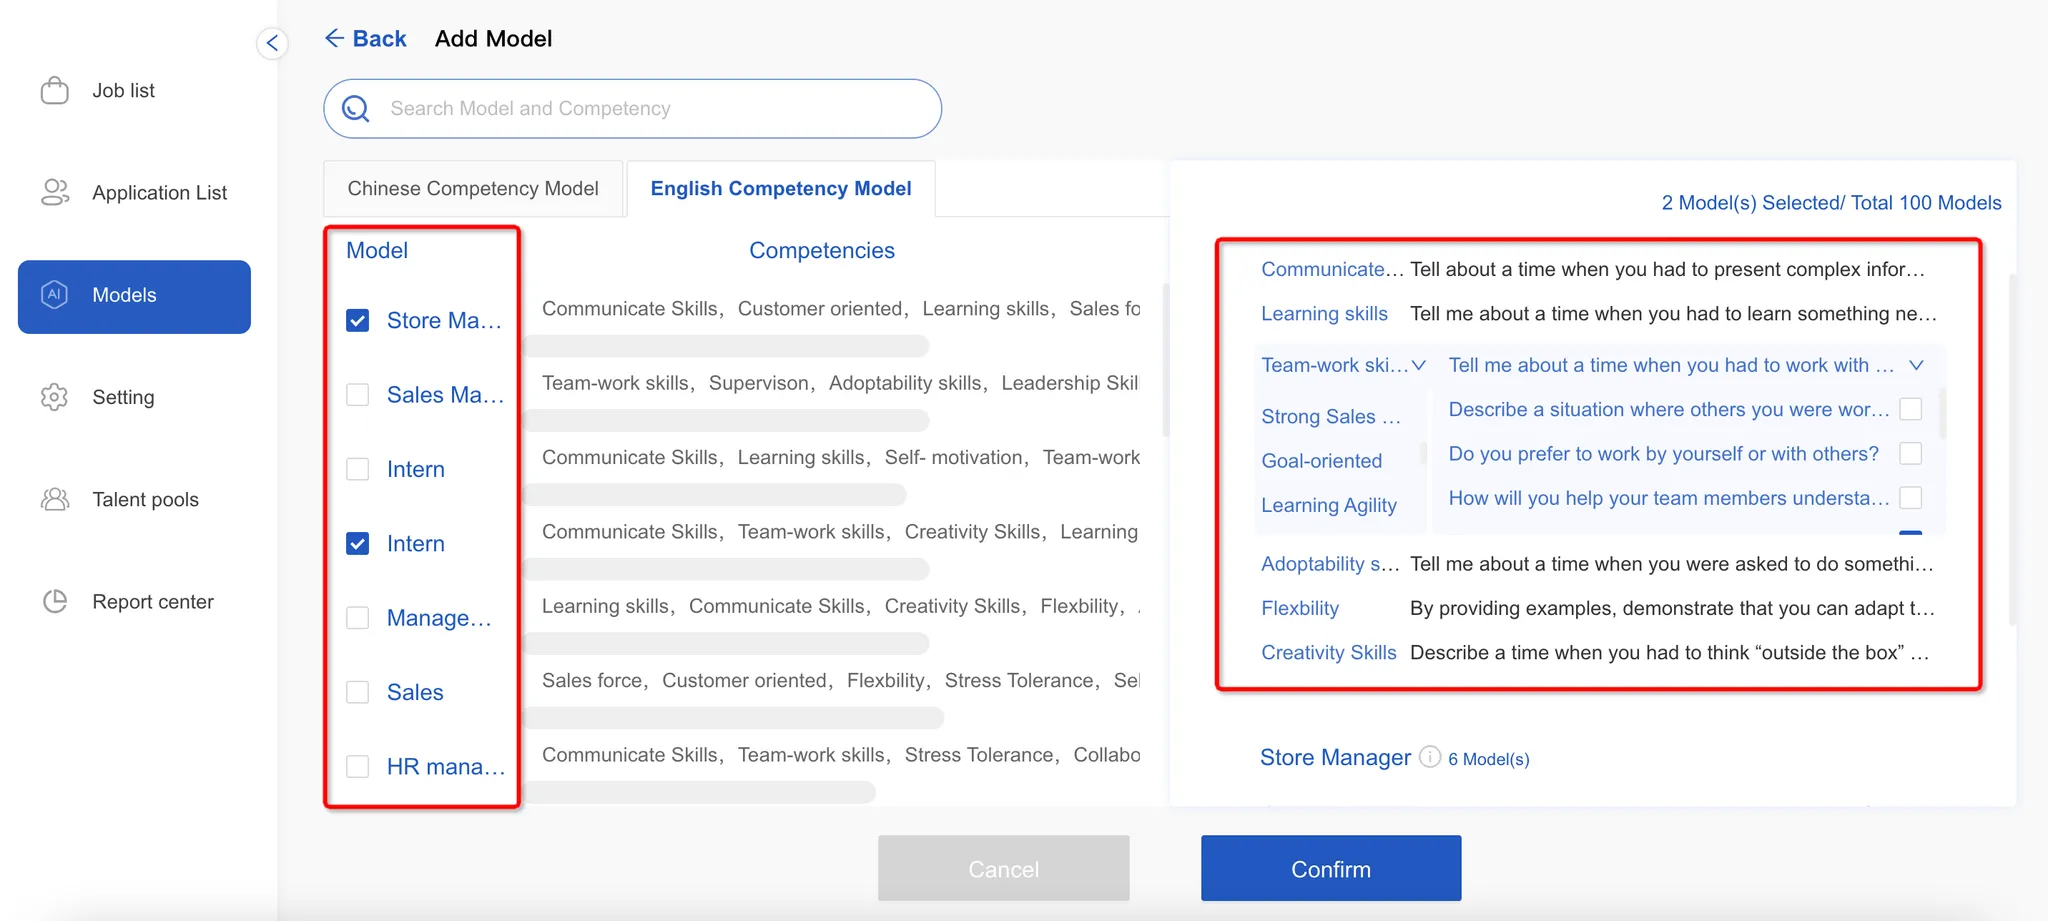 Back Add Model
Search Model and Competency
Job list
Application List
AI Models
Setting
Talent pools
Report center
Chinese Competency Model English Competency Model
Model Competencies
Store Ma... Communicate Skills, Customer oriented, Learning skills, Sales fo
Sales Ma... Team-work skills, Supervison, Adoptability skills, Leadership Skil
Intern Communicate Skills, Learning skills, Self- motivation, Team-work
Intern Communicate Skills, Team-work skills, Creativity Skills, Learning
Manage... Learning skills, Communicate Skills, Creativity Skills, Flexbility,
Sales Sales force, Customer oriented, Flexbility, Stress Tolerance, Sel
HR mana... Communicate Skills, Team-work skills, Stress Tolerance, Collabo
2 Model(s) Selected/ Total 100 Models
Communicate... Tell about a time when you had to present complex infor...
Learning skills Tell me about a time when you had to learn something ne...
Team-work ski... Tell me about a time when you had to work with ...
Describe a situation where others you were wor...
Strong Sales ...
Do you prefer to work by yourself or with others?
Goal-oriented
How will you help your team members understa...
Learning Agility
Adoptability s... Tell me about a time when you were asked to do somethi...
Flexbility By providing examples, demonstrate that you can adapt t...
Creativity Skills Describe a time when you had to think “outside the box” ...
Store Manager i 6 Model(s)
Cancel Confirm